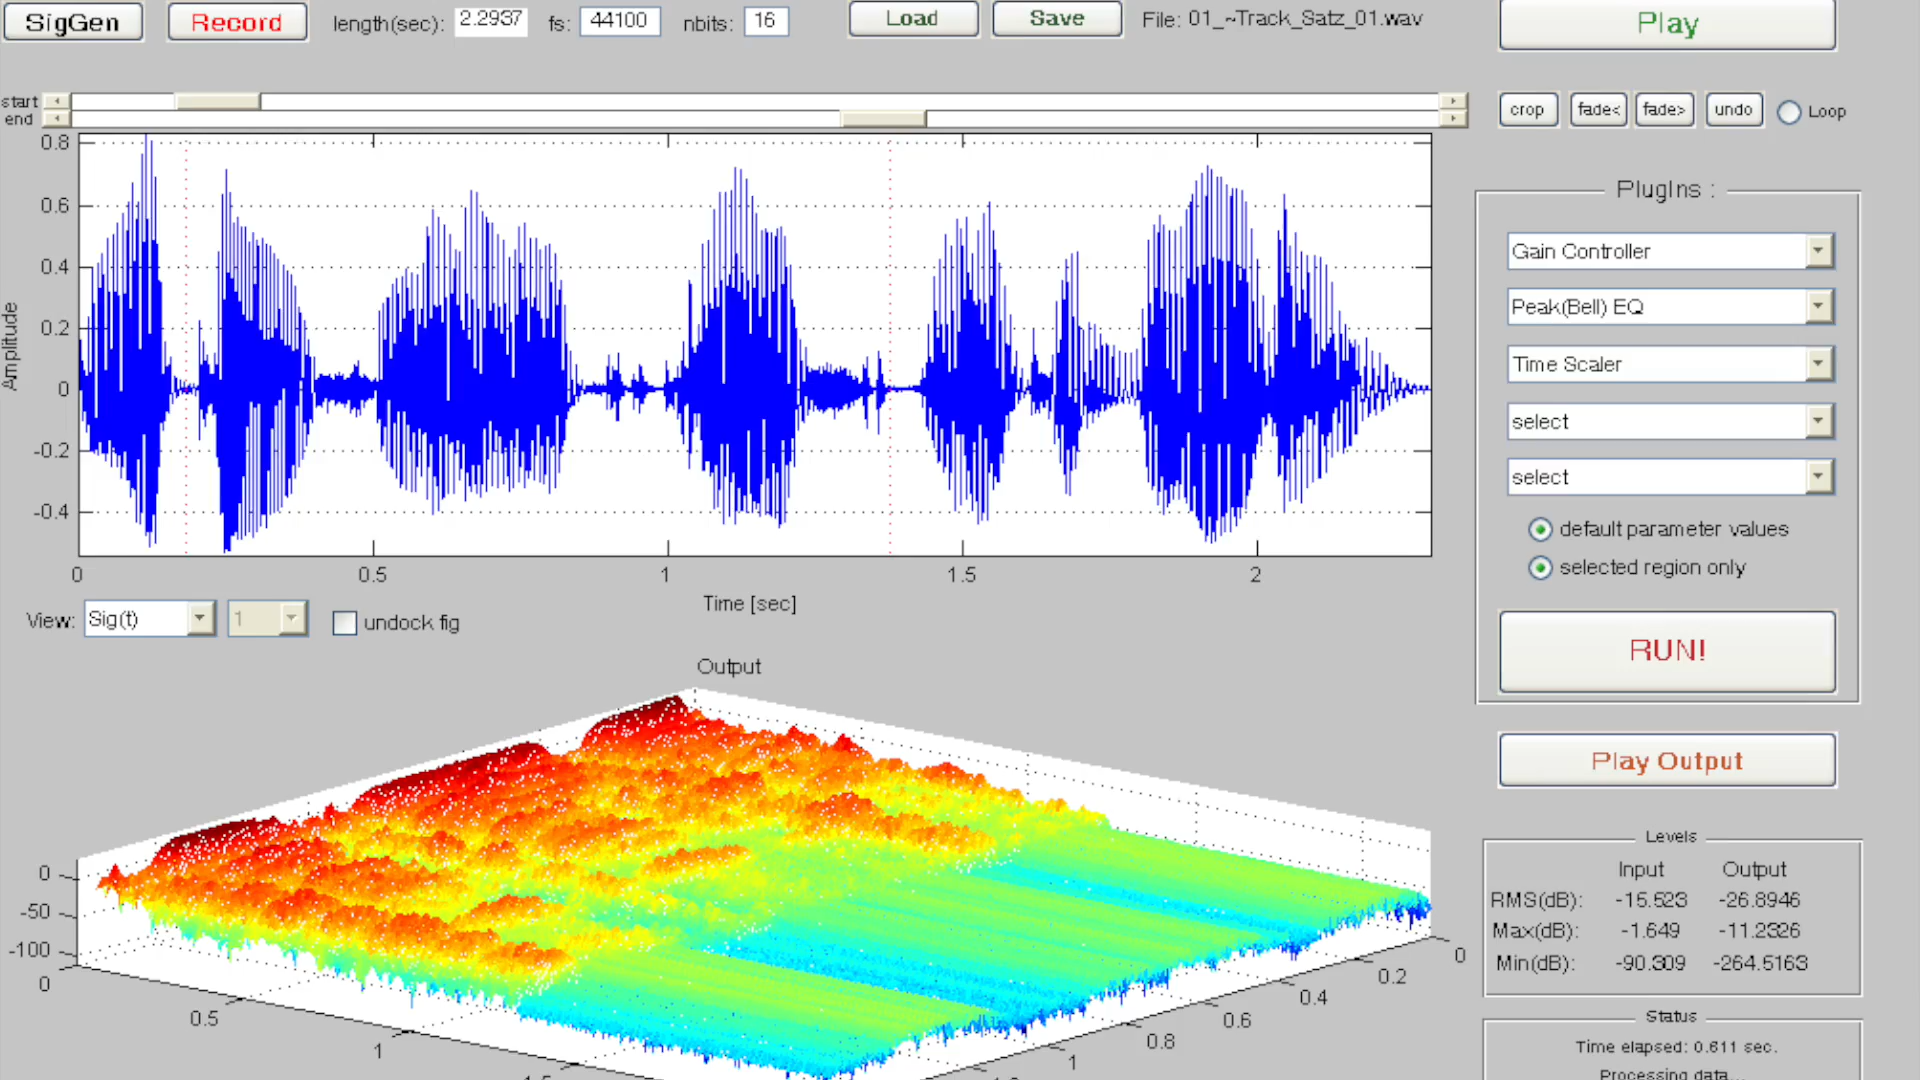 SigGen Record length(sec): 2.2937 fs: 44100 nbits: 16 Load Save File: 01_~Track_Satz_01.wav Play
start
end
crop fade< fade> undo Loop
0.8
0.6
0.4
0.2
0
-0.2
-0.4
Amplitude
0 0.5 1 1.5 2
Time [sec]
View: Sig(t) 1 undock fig
PlugIns :
Gain Controller
Peak(Bell) EQ
Time Scaler
select
select
default parameter values
selected region only
RUN!
Play Output
Output
0
-50
-100
0
0.5
1
0
0.2
0.4
0.6
0.8
1
Levels
Input Output
RMS(dB): -15.523 -26.8946
Max(dB): -1.649 -11.2326
Min(dB): -90.309 -264.5163
Status
Time elapsed: 0.611 sec.
Processing data...